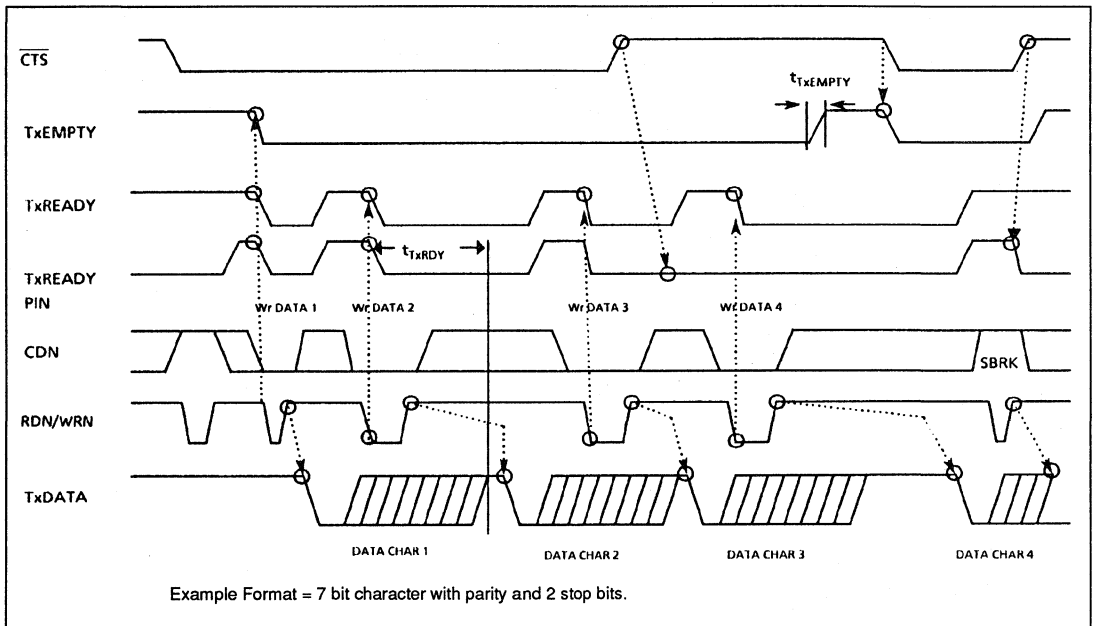 CTS
tTxEMPTY
TxEMPTY
TxREADY
tTxRDY
TxREADY
PIN
Wr DATA 1
Wr DATA 2
Wr DATA 3
Wr DATA 4
CDN
SBRK
RDN/WRN
TxDATA
DATA CHAR 1
DATA CHAR 2
DATA CHAR 3
DATA CHAR 4
Example Format = 7 bit character with parity and 2 stop bits.